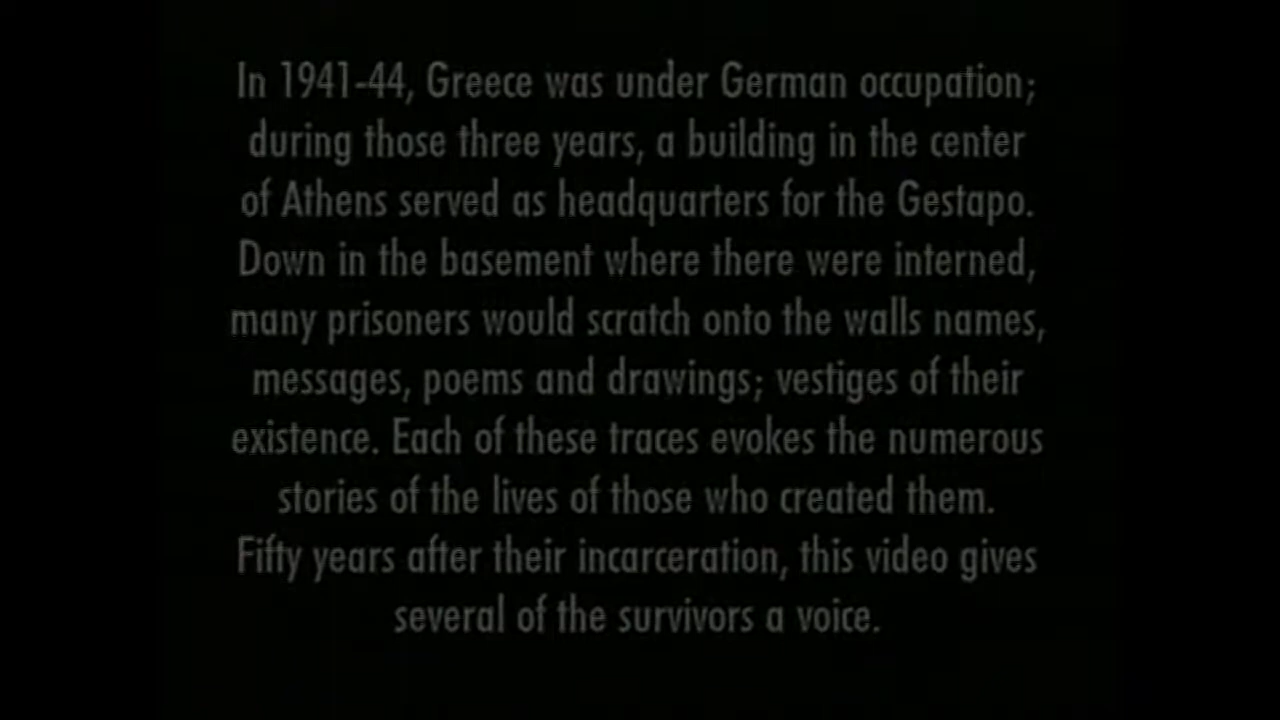 In 1941-44, Greece was under German occupation;
during those three years, a building in the center
of Athens served as headquarters for the Gestapo.
Down in the basement where there were interned,
many prisoners would scratch onto the walls names,
messages, poems and drawings; vestiges of their
existence. Each of these traces evokes the numerous
stories of the lives of those who created them.
Fifty years after their incarceration, this video gives
several of the survivors a voice.